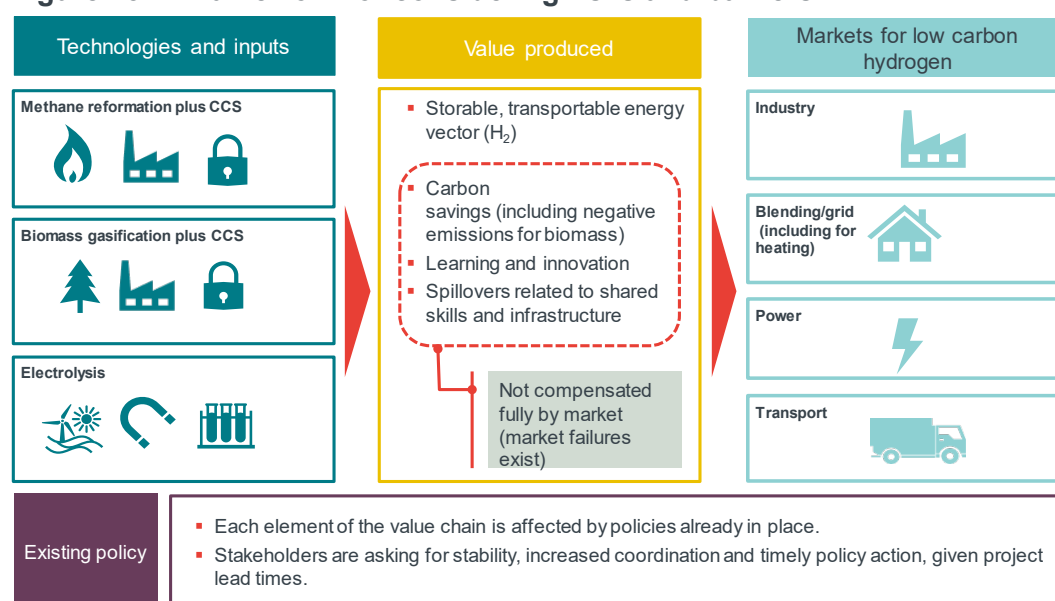 Technologies and inputs
Value produced
Markets for low carbon
hydrogen
Methane reformation plus CCS
Biomass gasification plus CCS
Electrolysis
▪ Storable, transportable energy
vector (H₂)
▪ Carbon
savings (including negative
emissions for biomass)
▪ Learning and innovation
▪ Spillovers related to shared
skills and infrastructure
Not compensated
fully by market
(market failures
exist)
Industry
Blending/grid
(including for
heating)
Power
Transport
Existing policy
▪ Each element of the value chain is affected by policies already in place.
▪ Stakeholders are asking for stability, increased coordination and timely policy action, given project
lead times.